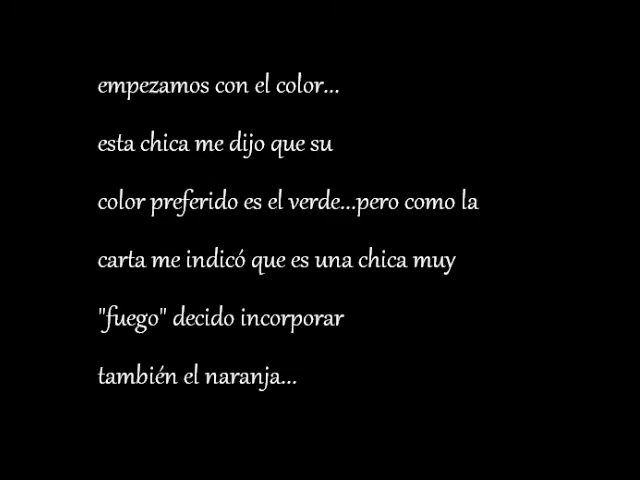 empezamos con el color...
esta chica me dijo que su
color preferido es el verde...pero como la
carta me indicó que es una chica muy
"fuego" decido incorporar
también el naranja...